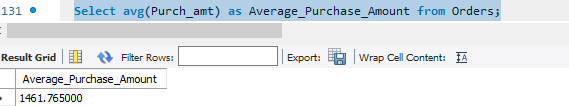 131 Select avg(Purch_amt) as Average_Purchase_Amount from Orders;
Result Grid Filter Rows: Export: Wrap Cell Content: IA
Average_Purchase_Amount
1461.765000